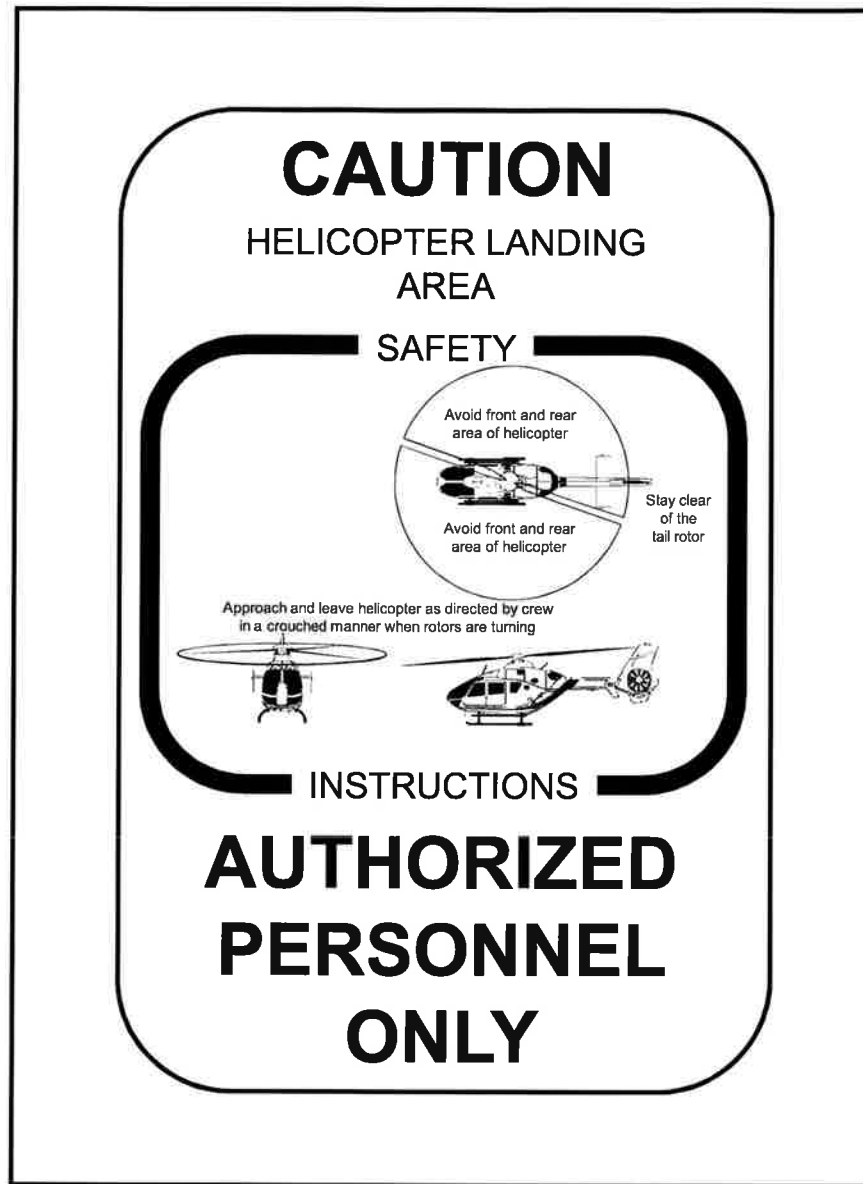 CAUTION
HELICOPTER LANDING
AREA
SAFETY
Avoid front and rear
area of helicopter
Avoid front and rear
area of helicopter
Stay clear
of the
tail rotor
Approach and leave helicopter as directed by crew
in a crouched manner when rotors are turning
INSTRUCTIONS
AUTHORIZED
PERSONNEL
ONLY